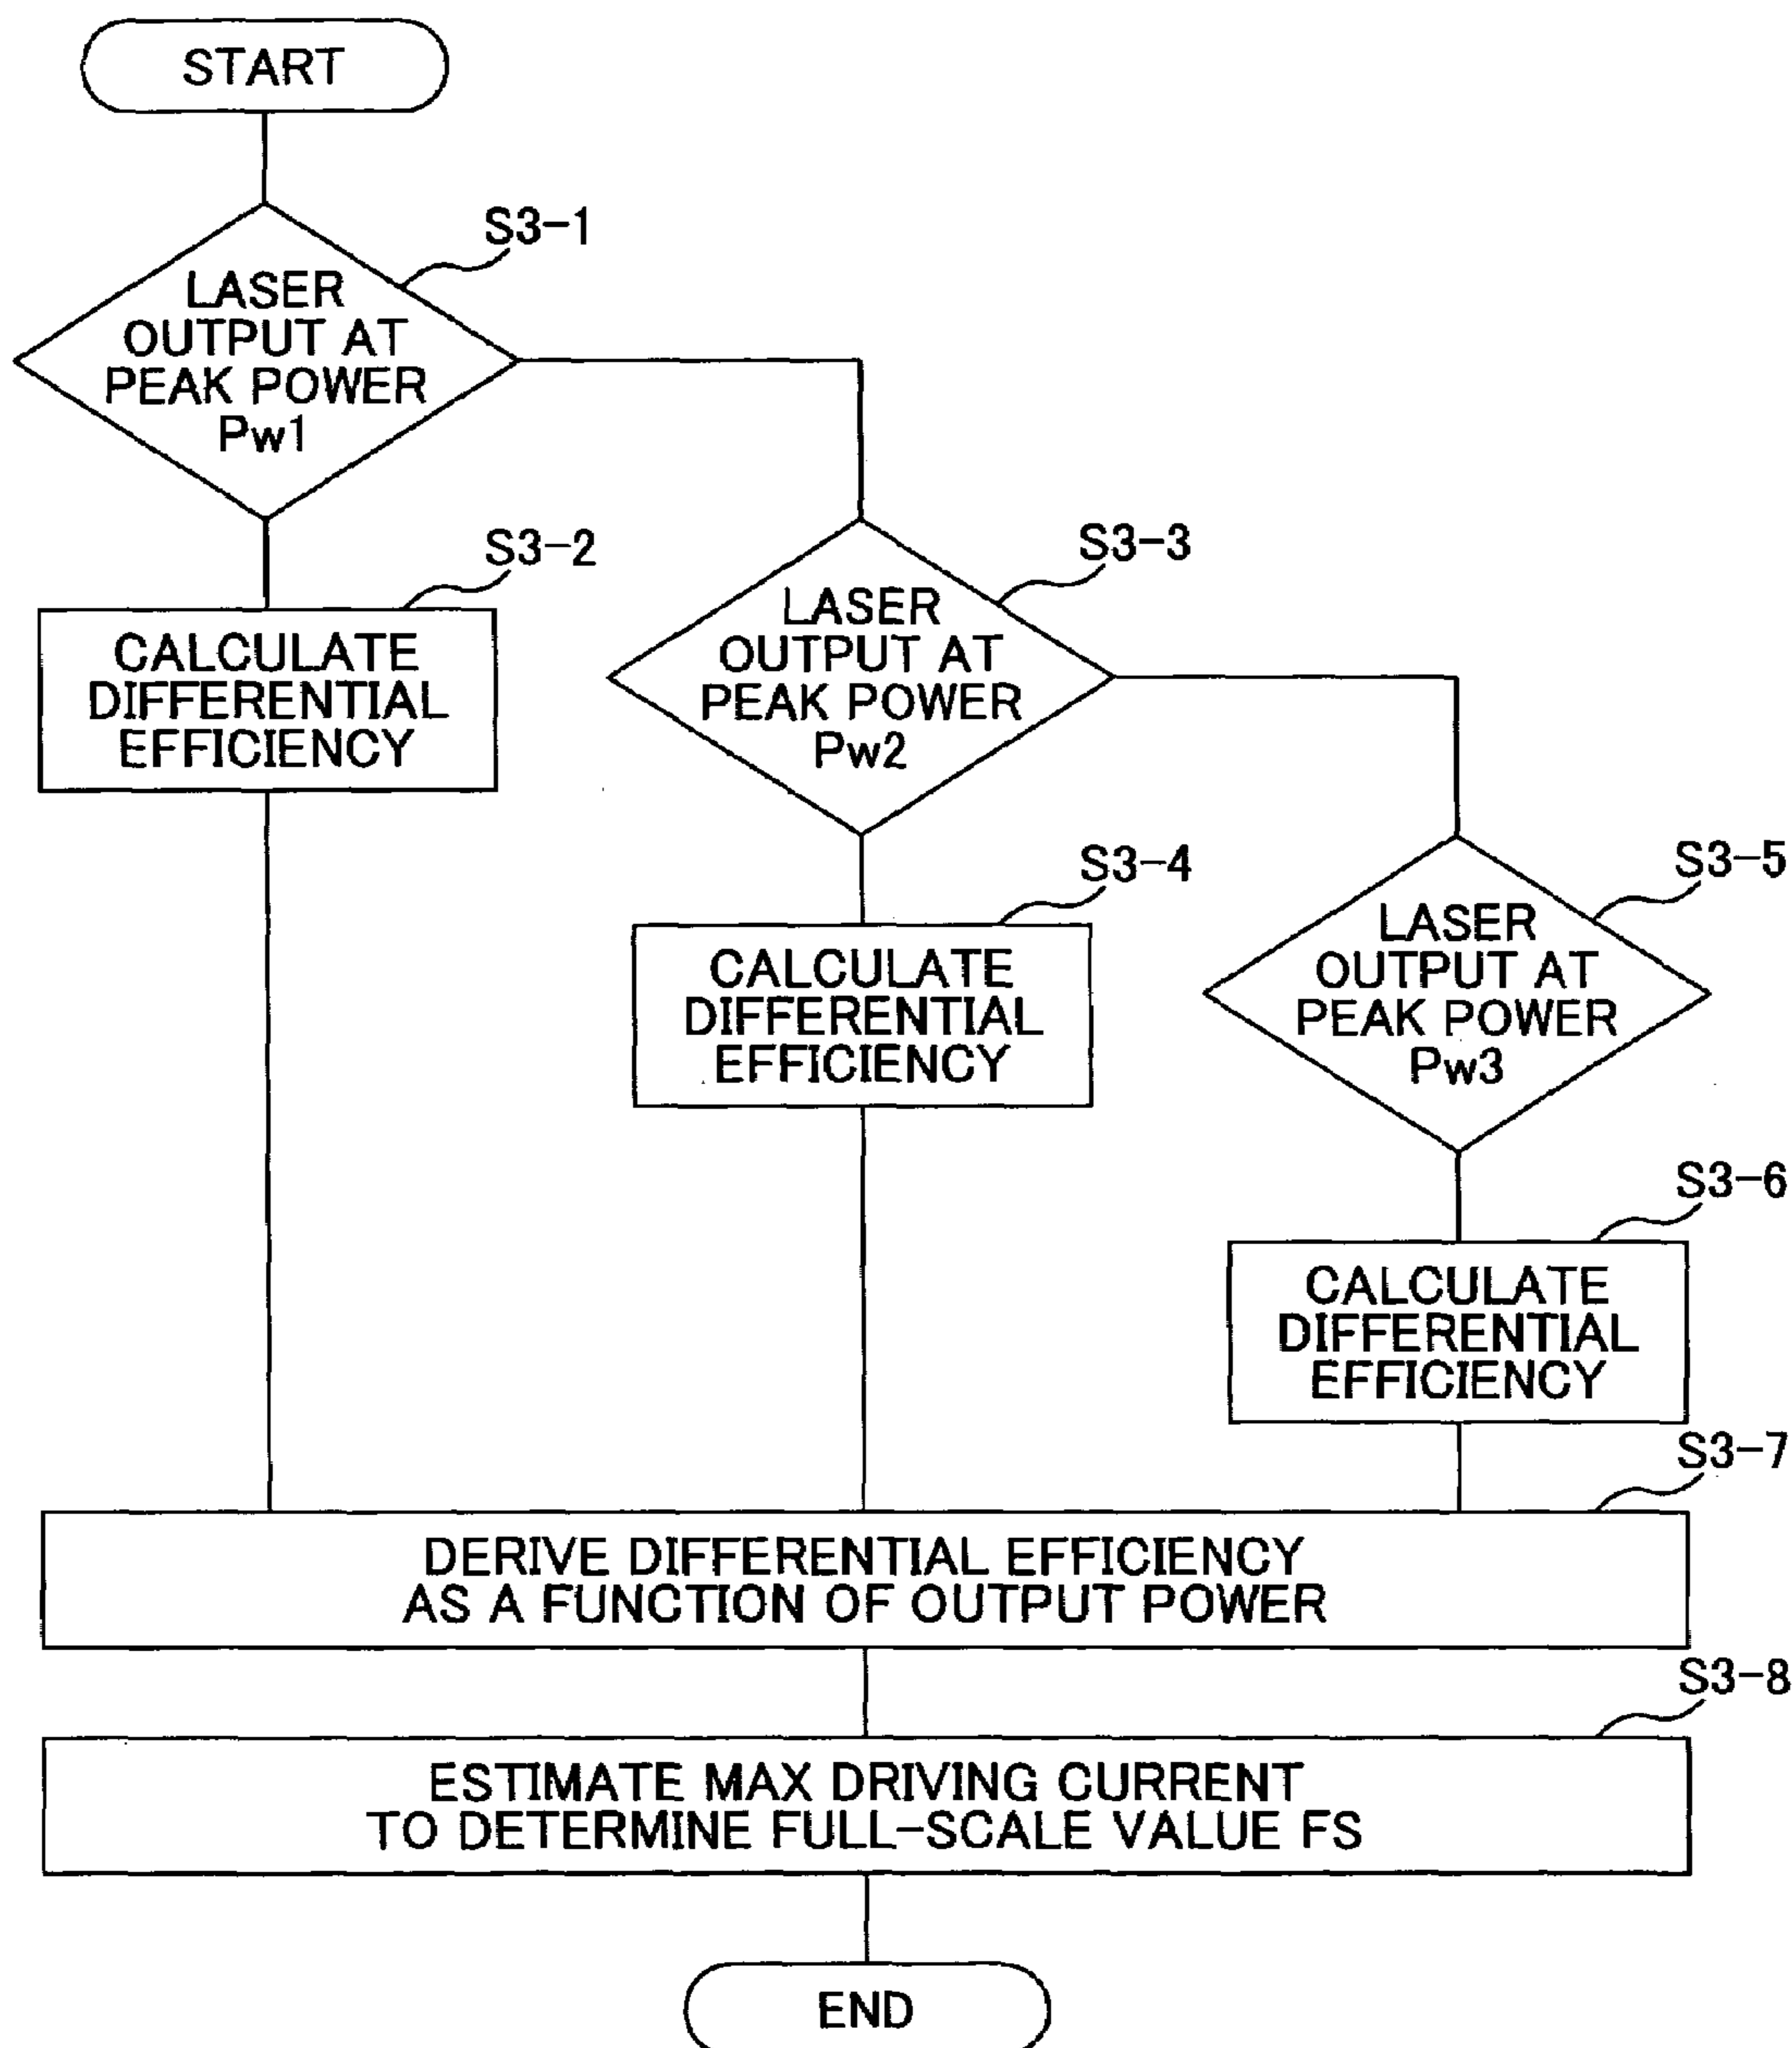 START
S3-1
LASER
OUTPUT AT
PEAK POWER
Pw1
S3-2
CALCULATE
DIFFERENTIAL
EFFICIENCY
S3-3
LASER
OUTPUT AT
PEAK POWER
Pw2
S3-4
CALCULATE
DIFFERENTIAL
EFFICIENCY
S3-5
LASER
OUTPUT AT
PEAK POWER
Pw3
S3-6
CALCULATE
DIFFERENTIAL
EFFICIENCY
S3-7
DERIVE DIFFERENTIAL EFFICIENCY
AS A FUNCTION OF OUTPUT POWER
S3-8
ESTIMATE MAX DRIVING CURRENT
TO DETERMINE FULL-SCALE VALUE FS
END